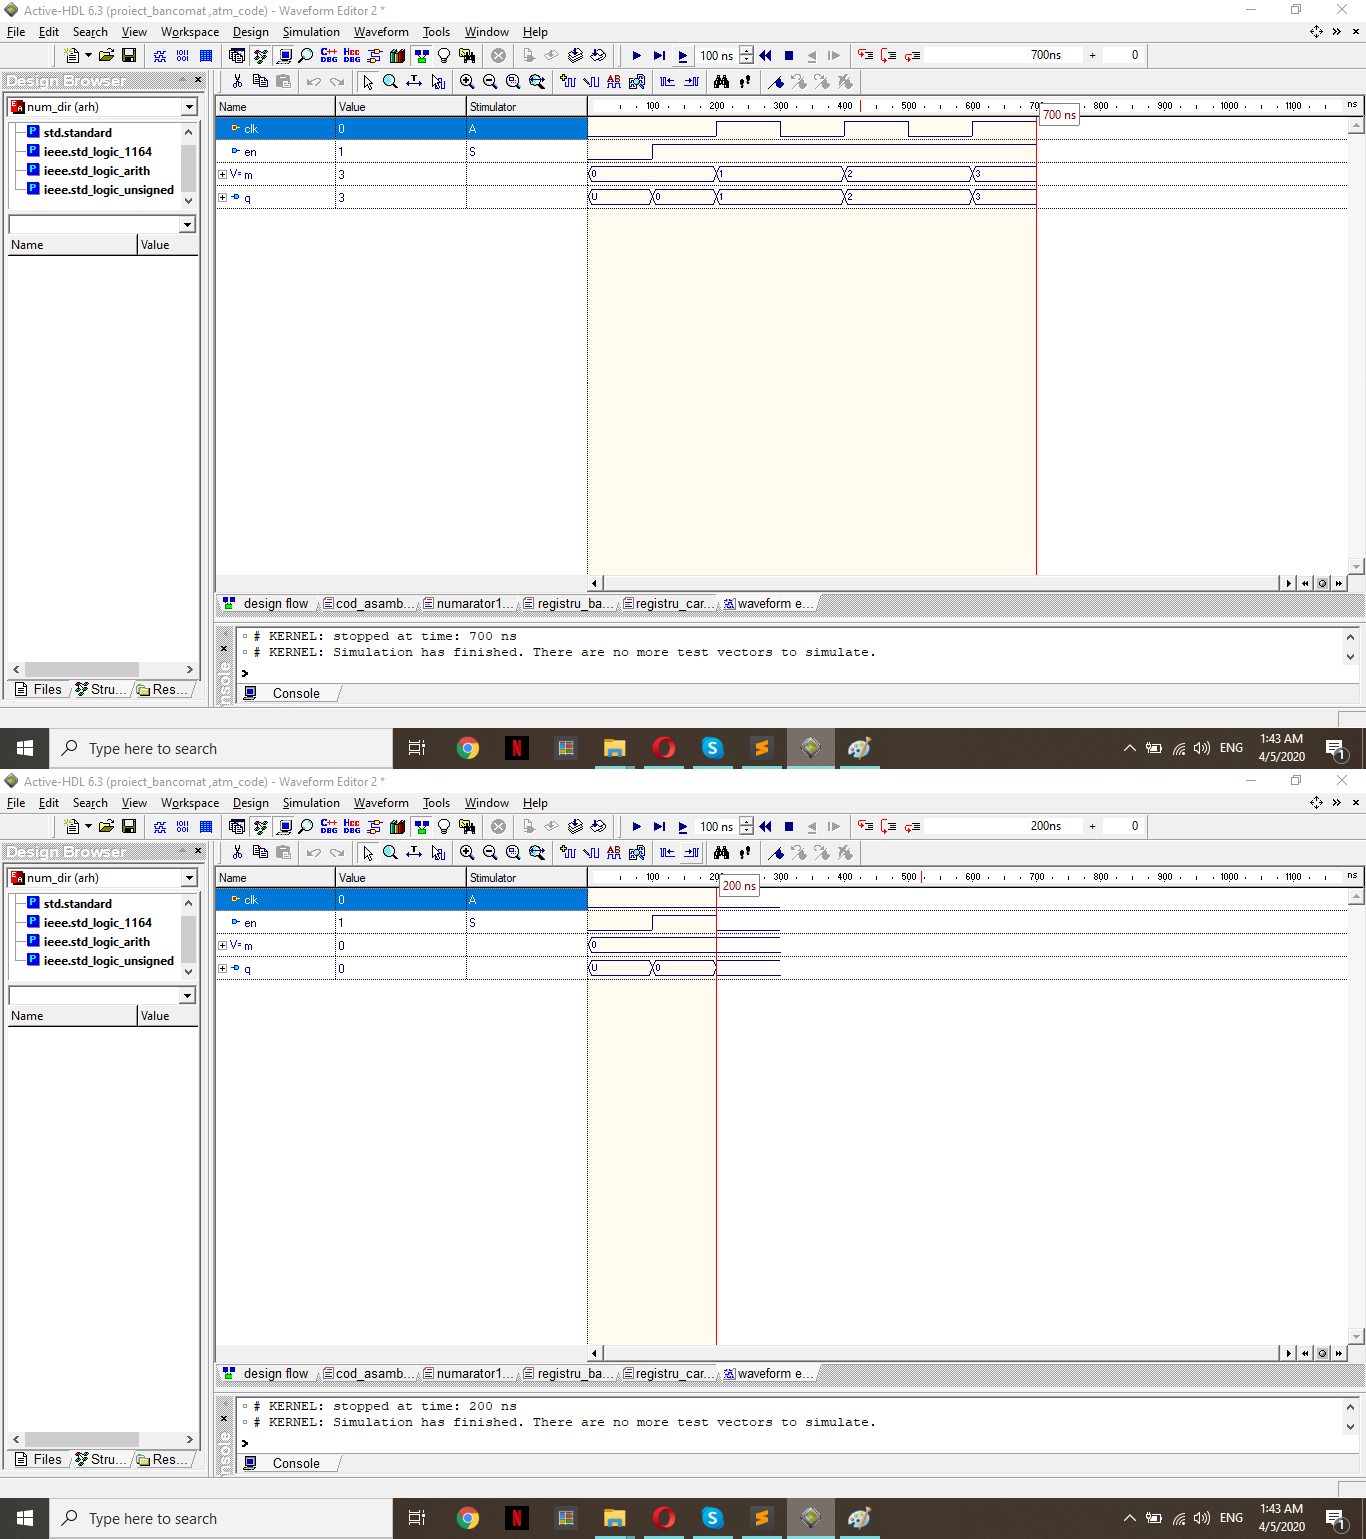 Active-HDL 6.3 (proiect_bancomat ,atm_code) - Waveform Editor 2 *
File Edit Search View Workspace Design Simulation Waveform Tools Window Help
100 ns 700ns + 0
Design Browser
num_dir (arh)
std.standard
ieee.std_logic_1164
ieee.std_logic_arith
ieee.std_logic_unsigned
Name Value
Name Value Stimulator 100 200 300 400 500 600 700 800 900 1000 1100 ns
700 ns
clk 0 A
en 1 S
m 3 0 1 2 3
q 3 U 0 1 2 3
design flow cod_asamb... numarator1... registru_ba... registru_car... waveform e...
# KERNEL: stopped at time: 700 ns
# KERNEL: Simulation has finished. There are no more test vectors to simulate.
>
Console
Files Stru... Res...
Type here to search ENG 1:43 AM
4/5/2020
1
Active-HDL 6.3 (proiect_bancomat ,atm_code) - Waveform Editor 2 *
File Edit Search View Workspace Design Simulation Waveform Tools Window Help
100 ns 200ns + 0
Design Browser
num_dir (arh)
std.standard
ieee.std_logic_1164
ieee.std_logic_arith
ieee.std_logic_unsigned
Name Value
Name Value Stimulator 100 200 300 400 500 600 700 800 900 1000 1100 ns
200 ns
clk 0 A
en 1 S
m 0 0
q 0 U 0
design flow cod_asamb... numarator1... registru_ba... registru_car... waveform e...
# KERNEL: stopped at time: 200 ns
# KERNEL: Simulation has finished. There are no more test vectors to simulate.
>
Console
Files Stru... Res...
Type here to search ENG 1:43 AM
4/5/2020
1